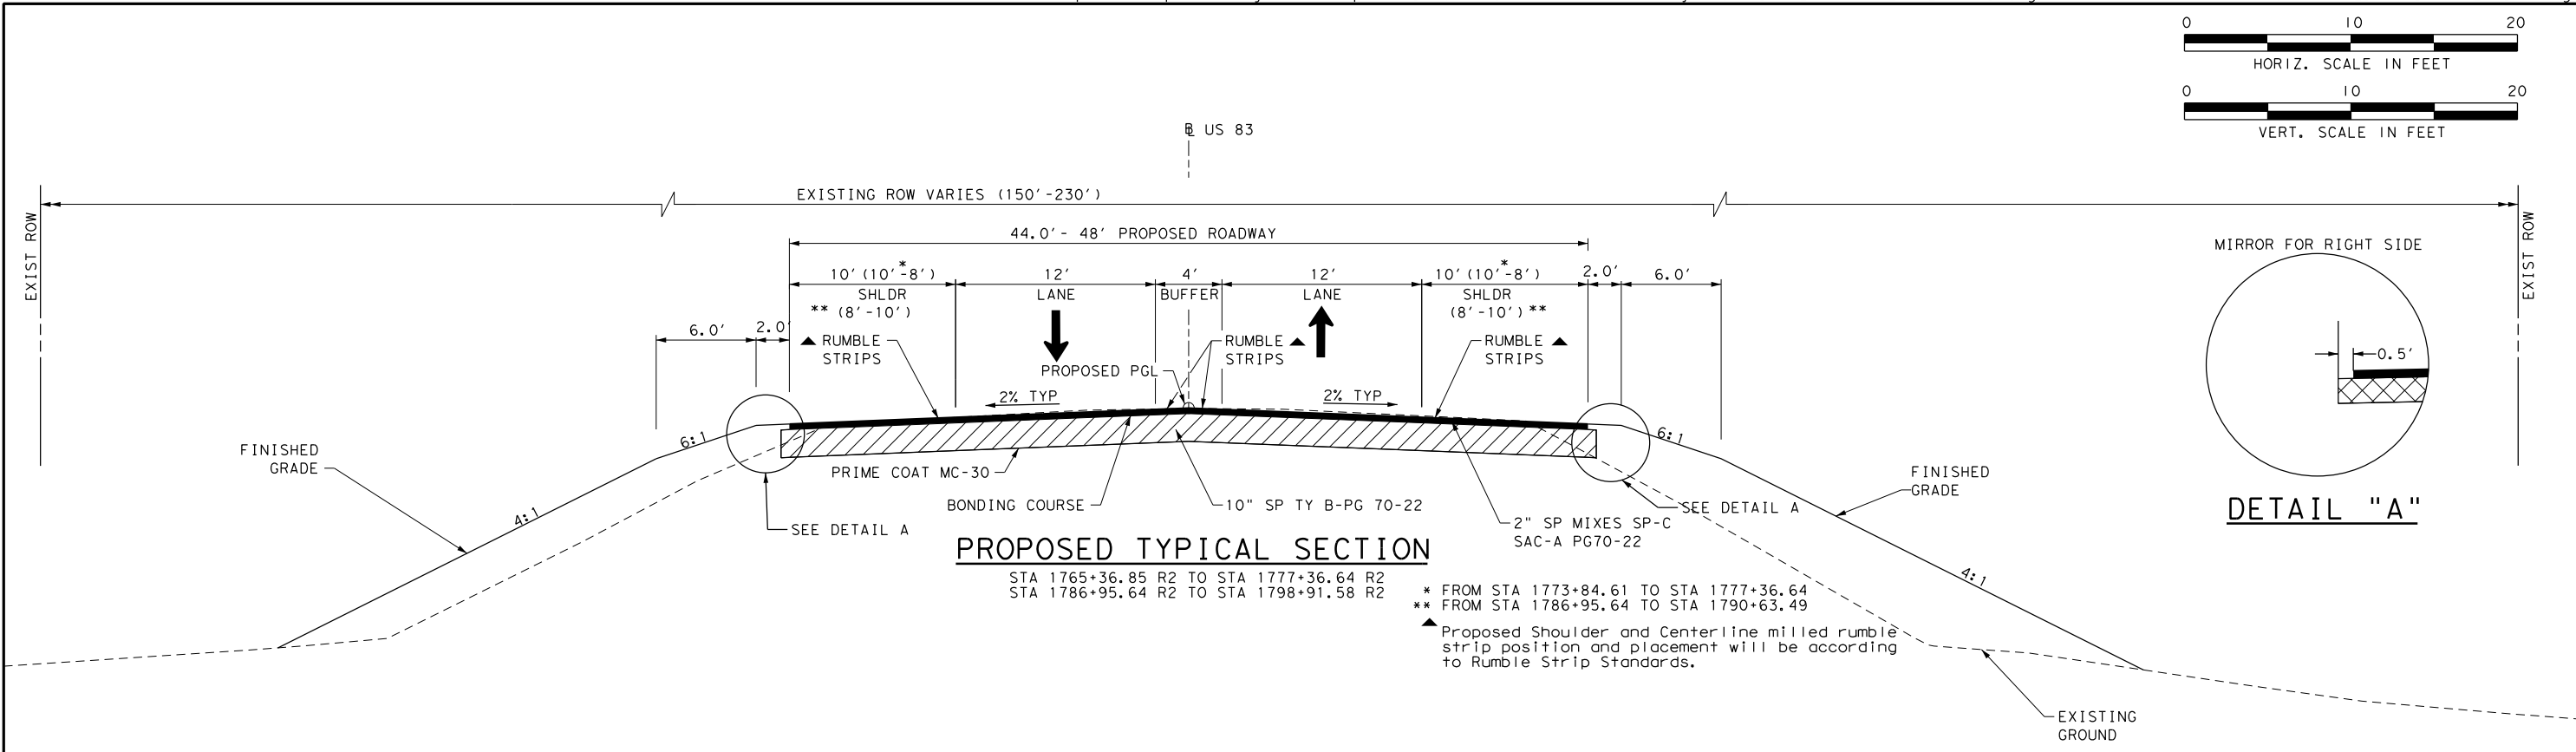 0 10 20
HORIZ. SCALE IN FEET
0 10 20
VERT. SCALE IN FEET
℄ US 83
EXISTING ROW VARIES (150'-230')
EXIST ROW
EXIST ROW
44.0'- 48' PROPOSED ROADWAY
MIRROR FOR RIGHT SIDE
* *
10' (10'-8') 12' 4' 12' 10' (10'-8') 2.0' 6.0'
SHLDR LANE BUFFER LANE SHLDR
** (8'-10') (8'-10') **
6.0' 2.0'
▲ RUMBLE
STRIPS
RUMBLE ▲
STRIPS
RUMBLE ▲
STRIPS
0.5'
PROPOSED PGL
2% TYP
2% TYP
6:1
6:1
FINISHED
GRADE
PRIME COAT MC-30
FINISHED
GRADE
4:1
BONDING COURSE
10" SP TY B-PG 70-22
SEE DETAIL A
SEE DETAIL A
2" SP MIXES SP-C
SAC-A PG70-22
DETAIL "A"
PROPOSED TYPICAL SECTION
STA 1765+36.85 R2 TO STA 1777+36.64 R2
STA 1786+95.64 R2 TO STA 1798+91.58 R2
4:1
* FROM STA 1773+84.61 TO STA 1777+36.64
** FROM STA 1786+95.64 TO STA 1790+63.49
▲ Proposed Shoulder and Centerline milled rumble
strip position and placement will be according
to Rumble Strip Standards.
EXISTING
GROUND